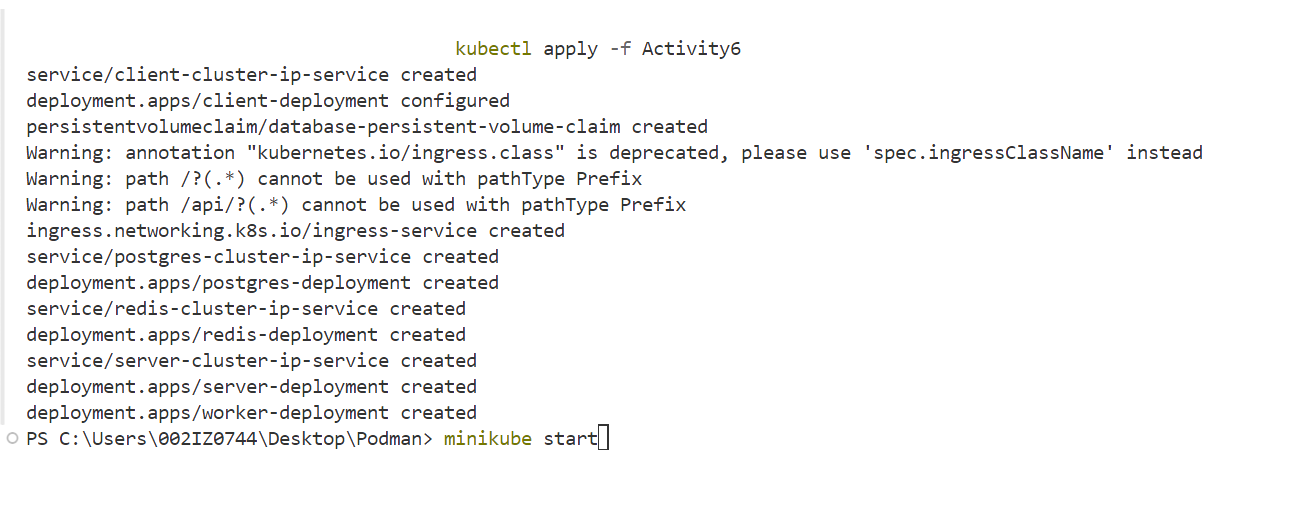 kubectl apply -f Activity6
service/client-cluster-ip-service created
deployment.apps/client-deployment configured
persistentvolumeclaim/database-persistent-volume-claim created
Warning: annotation "kubernetes.io/ingress.class" is deprecated, please use 'spec.ingressClassName' instead
Warning: path /?(.*) cannot be used with pathType Prefix
Warning: path /api/?(.*) cannot be used with pathType Prefix
ingress.networking.k8s.io/ingress-service created
service/postgres-cluster-ip-service created
deployment.apps/postgres-deployment created
service/redis-cluster-ip-service created
deployment.apps/redis-deployment created
service/server-cluster-ip-service created
deployment.apps/server-deployment created
deployment.apps/worker-deployment created
PS C:\Users\002IZ0744\Desktop\Podman> minikube start